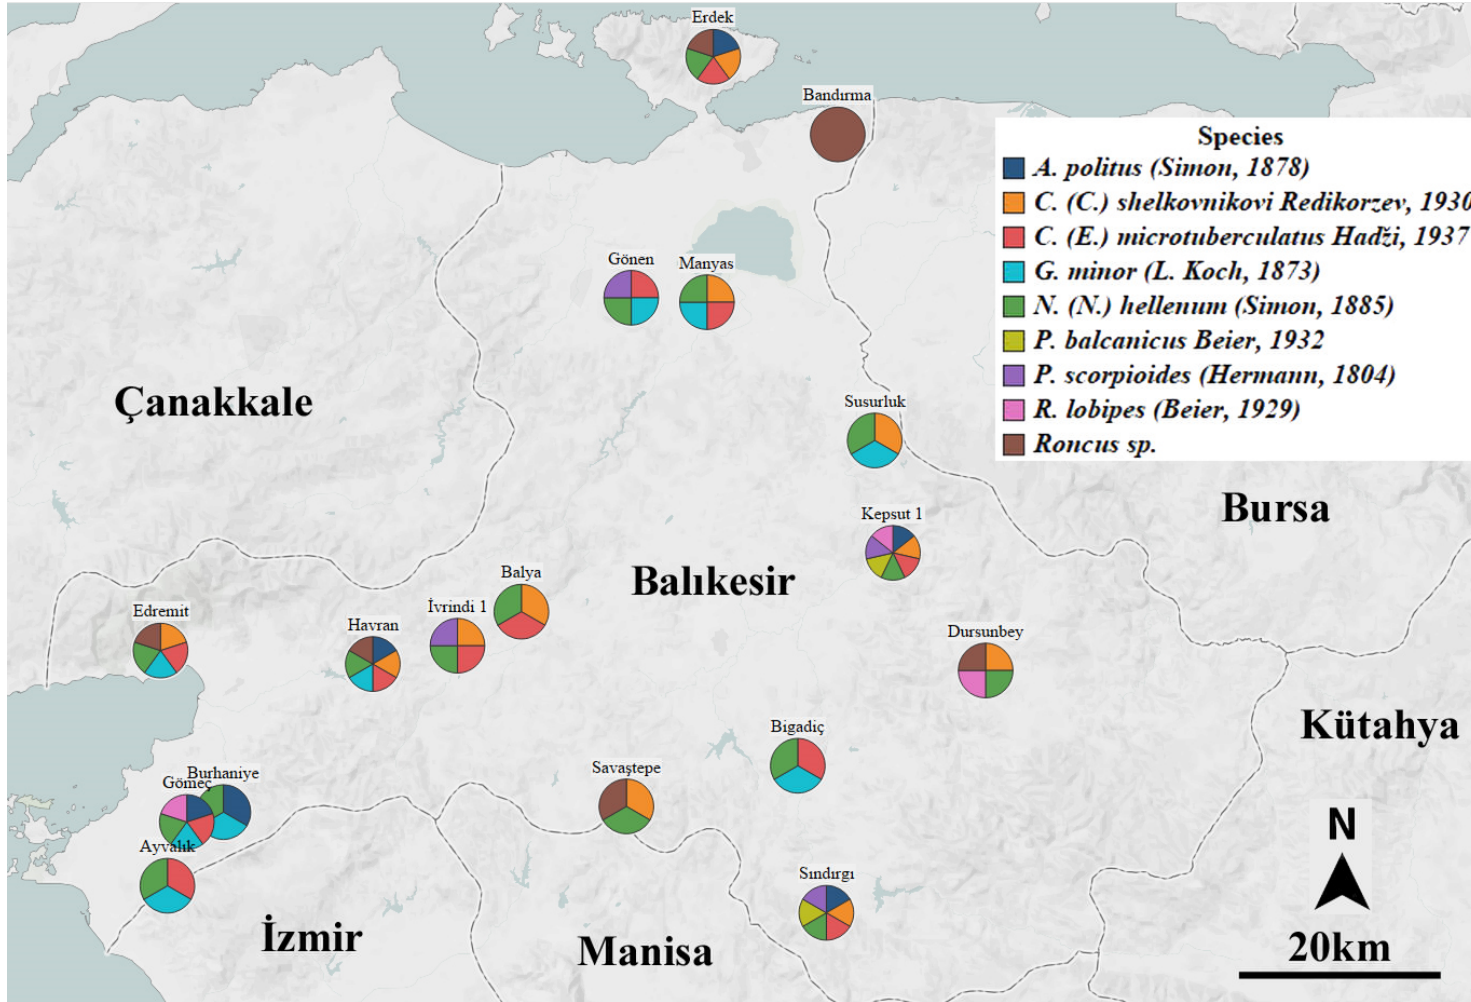 Erdek
Bandırma
Species
A. politus (Simon, 1878)
C. (C.) shelkovnikovi Redikorzev, 1930
C. (E.) microtuberculatus Hadži, 1937
G. minor (L. Koch, 1873)
N. (N.) hellenum (Simon, 1885)
P. balcanicus Beier, 1932
P. scorpioides (Hermann, 1804)
R. lobipes (Beier, 1929)
Roncus sp.
Gönen
Manyas
Çanakkale
Susurluk
Bursa
Kepsut 1
Balıkesir
Balya
İvrindi 1
Edremit
Havran
Dursunbey
Kütahya
Bigadiç
Savaştepe
Burhaniye
Gömeç
Ayvalık
N
Sındırgı
İzmir
Manisa
20km